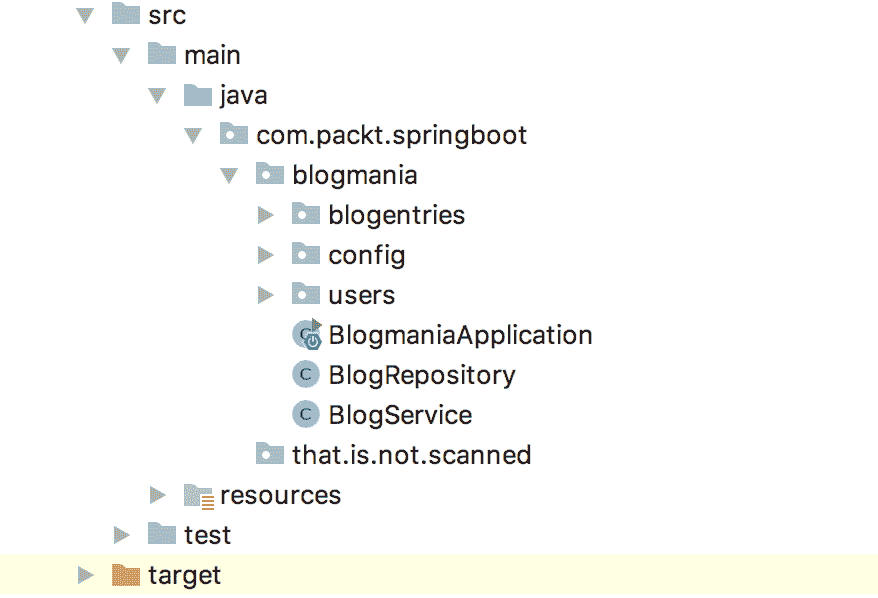 src
main
java
com.packt.springboot
blogmania
blogentries
config
users
BlogmaniaApplication
BlogRepository
BlogService
that.is.not.scanned
resources
test
target